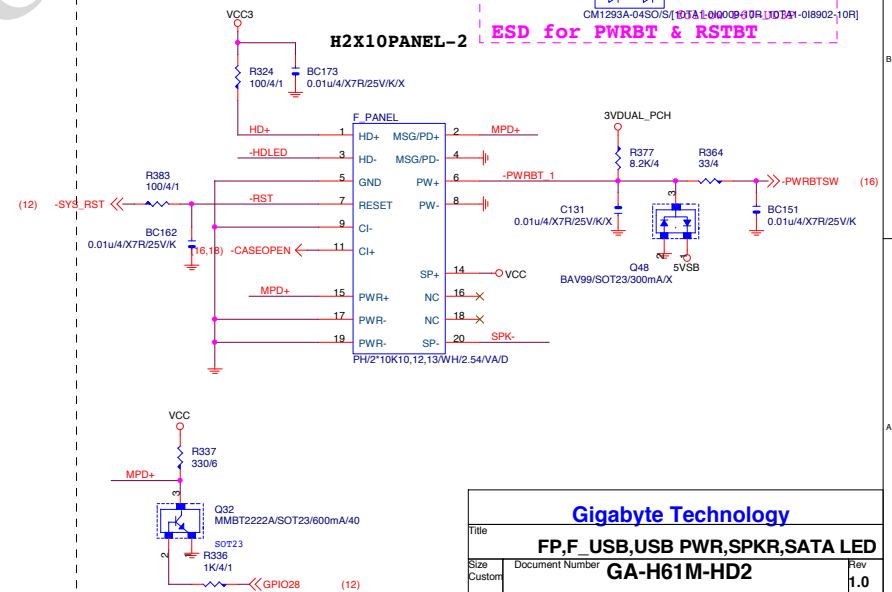 VCC3
CM1293A-04SO/S/[10TA1-0I0009-10R,10TA1-0I8902-10R]
ESD for PWRBT & RSTBT
H2X10PANEL-2
B
R324
100/4/1
BC173
0.01u/4/X7R/25V/K/X
F_PANEL
3VDUAL_PCH
HD+ 1 HD+ MSG/PD+ 2 MPD+
-HDLED 3 HD- MSG/PD- 4
R377
8.2K/4
R364
33/4
R383
100/4/1
5 GND PW+ 6 -PWRBT_1
-PWRBTSW (16)
(12) -SYS_RST -RST 7 RESET PW- 8
3
C131
0.01u/4/X7R/25V/K/X
BC151
0.01u/4/X7R/25V/K
9 CI-
BC162
0.01u/4/X7R/25V/K
(16,18) -CASEOPEN 11 CI+
2 1
Q48
5VSB
BAV99/SOT23/300mA/X
SP+ 14 VCC
MPD+ 15 PWR+ NC 16
17 PWR- NC 18
19 PWR- SP- 20 SPK-
PH/2*10K10,12,13/WH/2.54/VA/D
VCC
A
R337
330/6
MPD+
3
Q32
MMBT2222A/SOT23/600mA/40
SOT23
2 1
R336
1K/4/1
GPIO28 (12)
Gigabyte Technology
Title
FP,F_USB,USB PWR,SPKR,SATA LED
Size
Custom
Document Number
GA-H61M-HD2
Rev
1.0